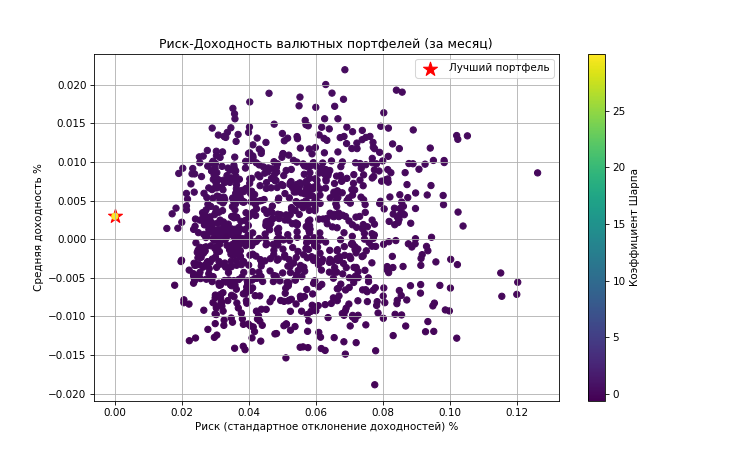 Риск-Доходность валютных портфелей (за месяц)
Лучший портфель
Средняя доходность %
0.020
0.015
0.010
0.005
0.000
−0.005
−0.010
−0.015
−0.020
0.00 0.02 0.04 0.06 0.08 0.10 0.12
Риск (стандартное отклонение доходностей) %
25
20
15
10
5
0
Коэффициент Шарпа